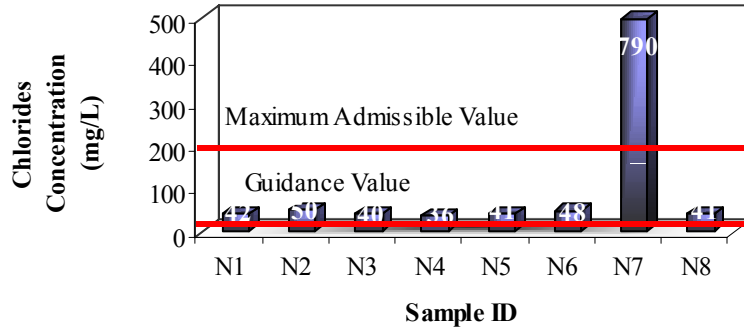 Chlorides
Concentration
(mg/L)
500
400
300
200
100
0
790
Maximum Admissible Value
Guidance Value
42 50 40 36 41 48 41
N1 N2 N3 N4 N5 N6 N7 N8
Sample ID